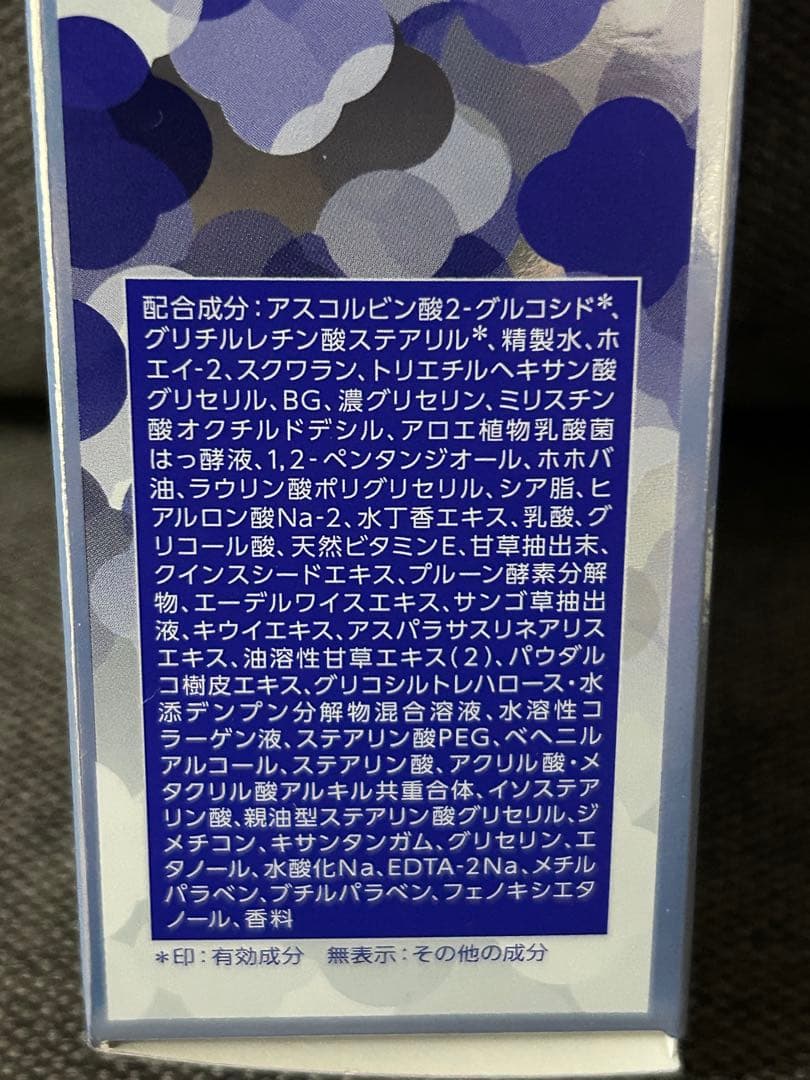 配合成分：アスコルビン酸2-グルコシド*、
グリチルレチン酸ステアリル*、精製水、ホ
エイ-2、スクワラン、トリエチルヘキサン酸
グリセリル、BG、濃グリセリン、ミリスチン
酸オクチルドデシル、アロエ植物乳酸菌
はっ酵液、1,2-ペンタンジオール、ホホバ
油、ラウリン酸ポリグリセリル、シア脂、ヒ
アルロン酸Na-2、水丁香エキス、乳酸、グ
リコール酸、天然ビタミンE、甘草抽出末、
クインスシードエキス、プルーン酵素分解
物、エーデルワイスエキス、サンゴ草抽出
液、キウイエキス、アスパラサスリネアリス
エキス、油溶性甘草エキス(2)、パウダル
コ樹皮エキス、グリコシルトレハロース・水
添デンプン分解物混合溶液、水溶性コ
ラーゲン液、ステアリン酸PEG、ベヘニル
アルコール、ステアリン酸、アクリル酸・メ
タクリル酸アルキル共重合体、イソステア
リン酸、親油型ステアリン酸グリセリル、ジ
メチコン、キサンタンガム、グリセリン、エ
タノール、水酸化Na、EDTA-2Na、メチル
パラベン、ブチルパラベン、フェノキシエタ
ノール、香料
*印：有効成分　無表示：その他の成分